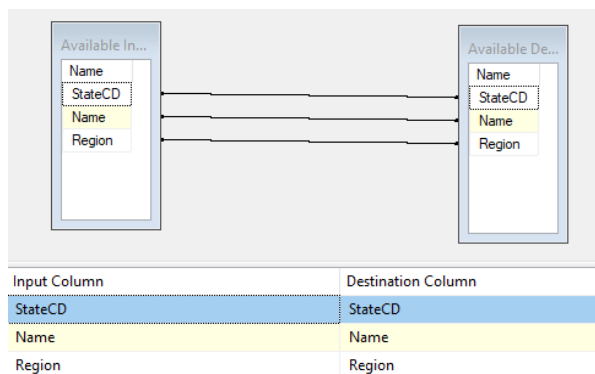 Available In...
Name
StateCD
Name
Region
Available De...
Name
StateCD
Name
Region
Input Column Destination Column
StateCD StateCD
Name Name
Region Region